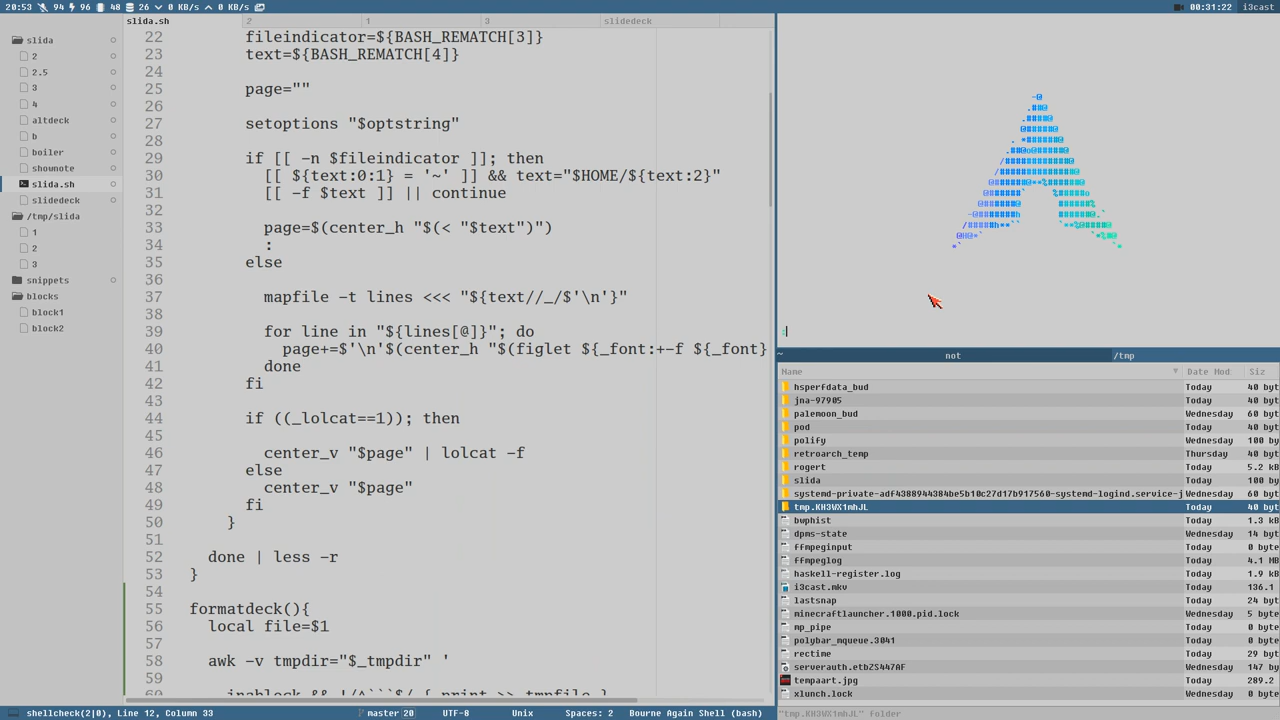 20:53 94 96 48 26 0 KB/s 0 KB/s
00:31:22 i3cast
slida.sh 2 1 3 slidedeck
slida
2
2.5
3
4
altdeck
b
boiler
shownote
slida.sh
slidedeck
/tmp/slida
1
2
3
snippets
blocks
block1
block2
22 fileindicator=${BASH_REMATCH[3]}
23 text=${BASH_REMATCH[4]}
24
25 page=""
26
27 setoptions "$optstring"
28
29 if [[ -n $fileindicator ]]; then
30 [[ ${text:0:1} = '~' ]] && text="$HOME/${text:2}"
31 [[ -f $text ]] || continue
32
33 page=$(center_h "$(< "$text")")
34 :
35 else
36
37 mapfile -t lines <<< "${text//_/$'\n'}"
38
39 for line in "${lines[@]}"; do
40 page+=$'\n'$(center_h "$(figlet ${_font:+-f ${_font}
41 done
42 fi
43
44 if ((_lolcat==1)); then
45
46 center_v "$page" | lolcat -f
47 else
48 center_v "$page"
49 fi
50 }
51
52 done | less -r
53 }
54
55 formatdeck(){
56 local file=$1
57
58 awk -v tmpdir="$_tmpdir" '
59
60 inablock && !/^```$/ { print >> tmpfile }
~ not /tmp
Name Date Mod Siz
hsperfdata_bud Today 40 byt
jna-97905 Today 40 byt
palemoon_bud Wednesday 60 byt
pod Today 40 byt
polify Wednesday 100 by
retroarch_temp Thursday 40 byt
rogert Today 5.2 kB
slida Today 100 by
systemd-private-adf4388944384be5b10c27d17b917560-systemd-logind.service-j Wednesday 60 byt
tmp.KH3WX1mhJL Today 40 byt
bwphist Today 1.3 kB
dpms-state Wednesday 14 byt
ffmpeginput Today 0 byte
ffmpeglog Today 4.1 MB
haskell-register.log Today 1.9 kB
i3cast.mkv Today 136.1
lastsnap Today 24 byt
minecraftlauncher.1000.pid.lock Wednesday 5 byte
mp_pipe Today 0 byte
polybar_mqueue.3041 Today 0 byte
rectime Today 29 byt
serverauth.etbZS447AF Wednesday 147 by
tempaart.jpg Today 289.2
xlunch.lock Wednesday 0 byte
"tmp.KH3WX1mhJL" folder
shellcheck(2|0), Line 12, Column 33 master 20 UTF-8 Unix Spaces: 2 Bourne Again Shell (bash)